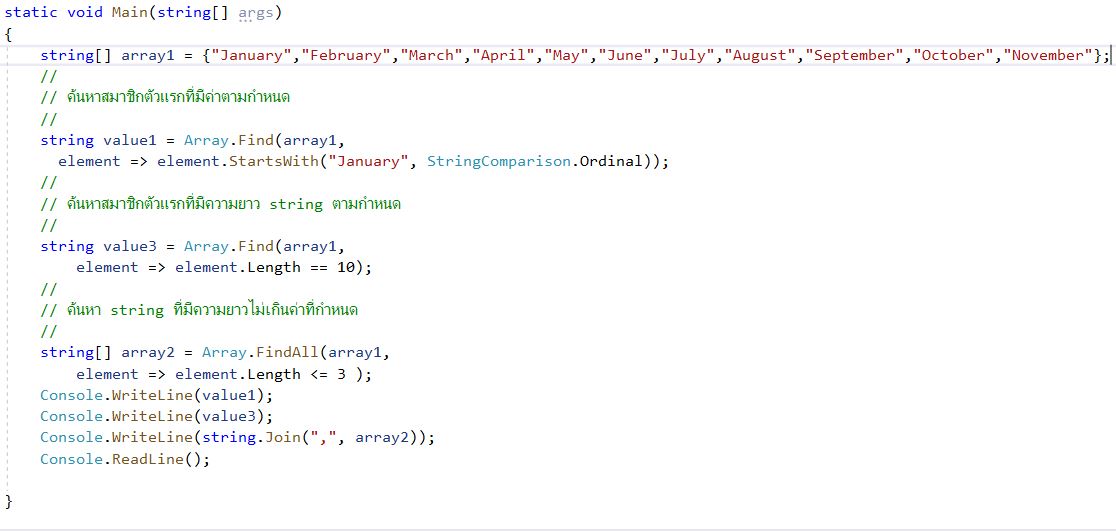 static void Main(string[] args)
{
string[] array1 = {"January","February","March","April","May","June","July","August","September","October","November"};
//
// ค้นหาสมาชิกตัวแรกที่มีค่าตามกำหนด
//
string value1 = Array.Find(array1,
element => element.StartsWith("January", StringComparison.Ordinal));
//
// ค้นหาสมาชิกตัวแรกที่มีความยาว string ตามกำหนด
//
string value3 = Array.Find(array1,
element => element.Length == 10);
//
// ค้นหา string ที่มีความยาวไม่เกินค่าที่กำหนด
//
string[] array2 = Array.FindAll(array1,
element => element.Length <= 3 );
Console.WriteLine(value1);
Console.WriteLine(value3);
Console.WriteLine(string.Join(",", array2));
Console.ReadLine();
}